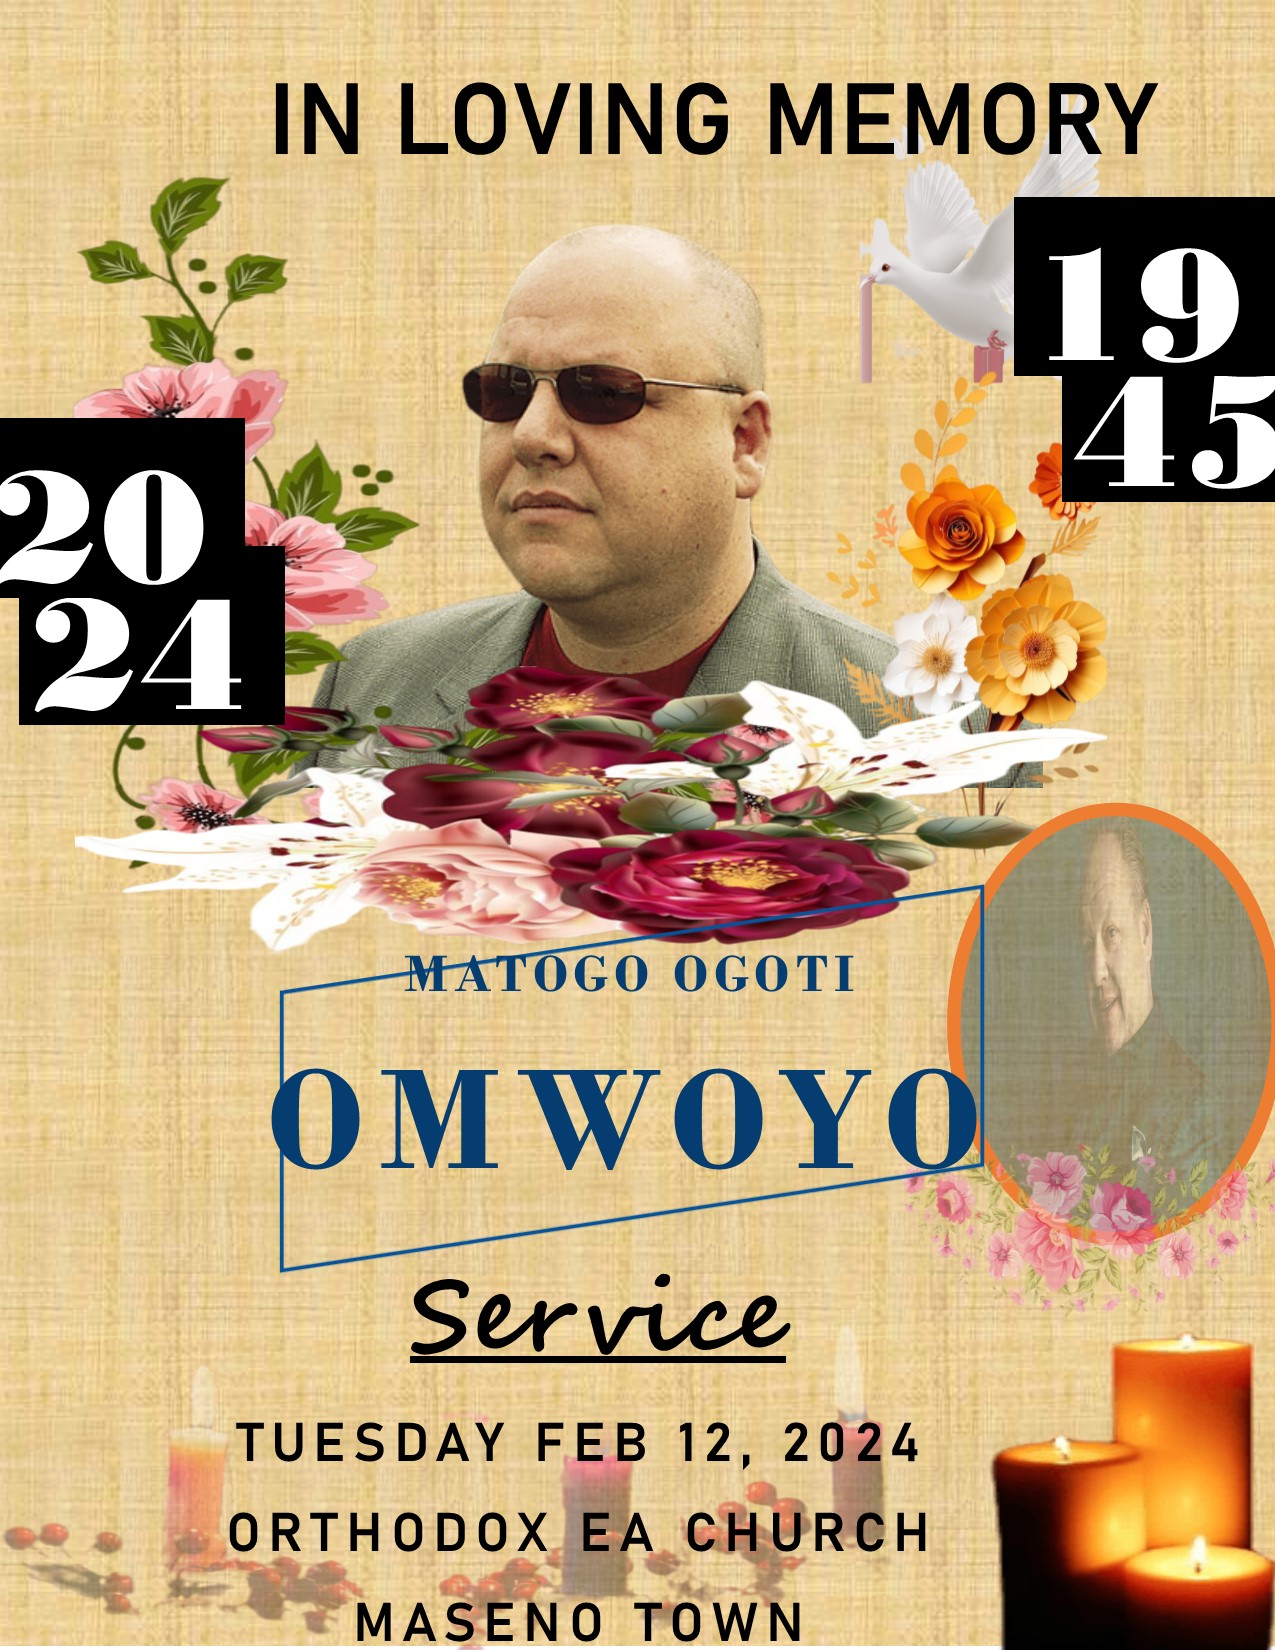 IN LOVING MEMORY
19
45
20
24
MATOGO OGOTI
OMWOYO
Service
TUESDAY FEB 12, 2024
ORTHODOX EA CHURCH
MASENO TOWN